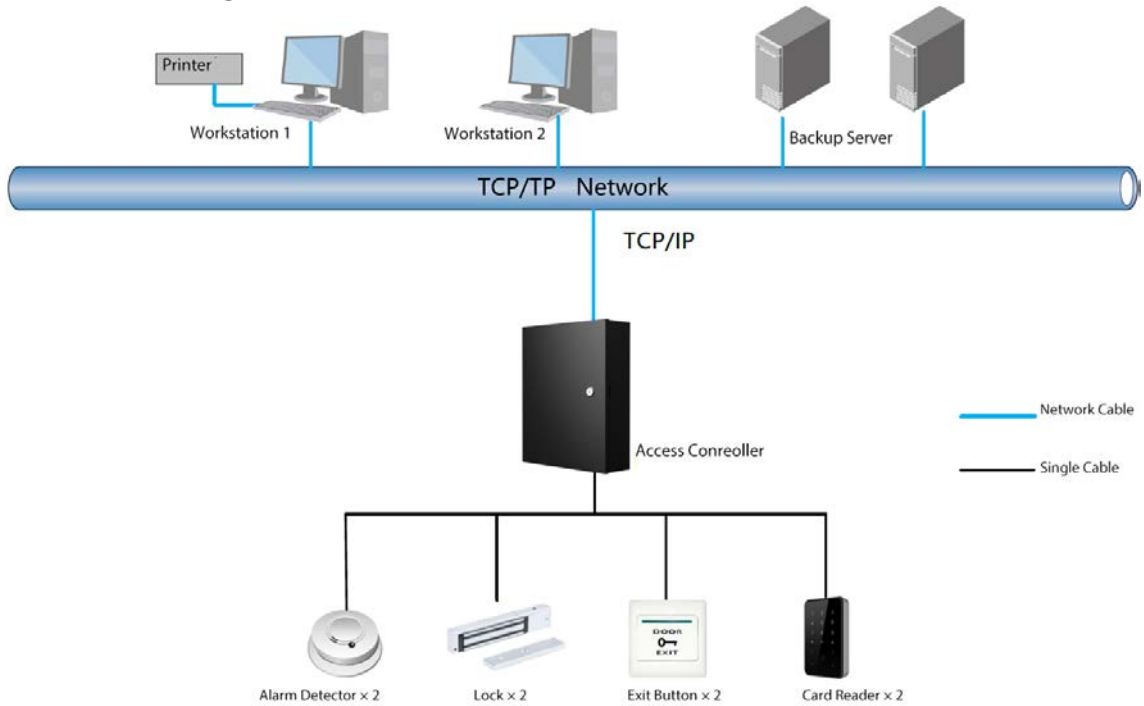 Printer
Workstation 1
Workstation 2
Backup Server
TCP/TP Network
TCP/IP
Access Conreoller
Network Cable
Single Cable
DOOR
EXIT
Alarm Detector × 2
Lock × 2
Exit Button × 2
Card Reader × 2